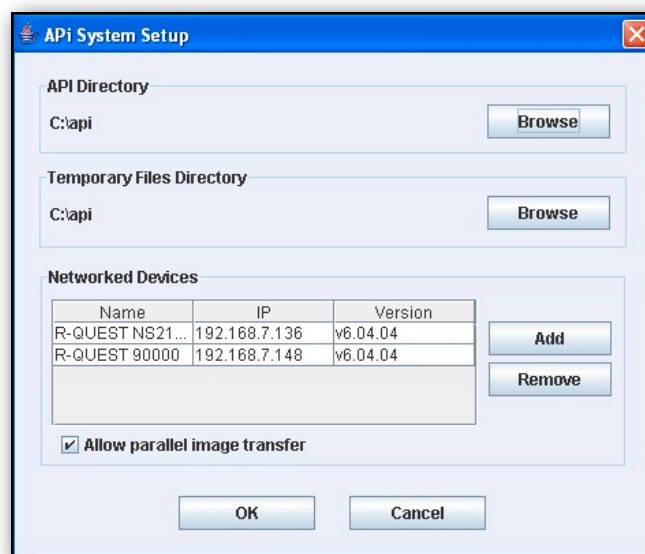 APi System Setup
API Directory
C:\api
Browse
Temporary Files Directory
C:\api
Browse
Networked Devices
Name IP Version
R-QUEST NS21... 192.168.7.136 v6.04.04
R-QUEST 90000 192.168.7.148 v6.04.04
Add
Remove
Allow parallel image transfer
OK Cancel